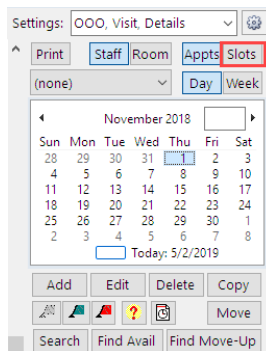 Settings: OOO, Visit, Details
Print Staff Room Appts Slots
(none) Day Week
November 2018
Sun Mon Tue Wed Thu Fri Sat
28 29 30 31 1 2 3
4 5 6 7 8 9 10
11 12 13 14 15 16 17
18 19 20 21 22 23 24
25 26 27 28 29 30 1
2 3 4 5 6 7 8
Today: 5/2/2019
Add Edit Delete Copy
? Move
Search Find Avail Find Move-Up